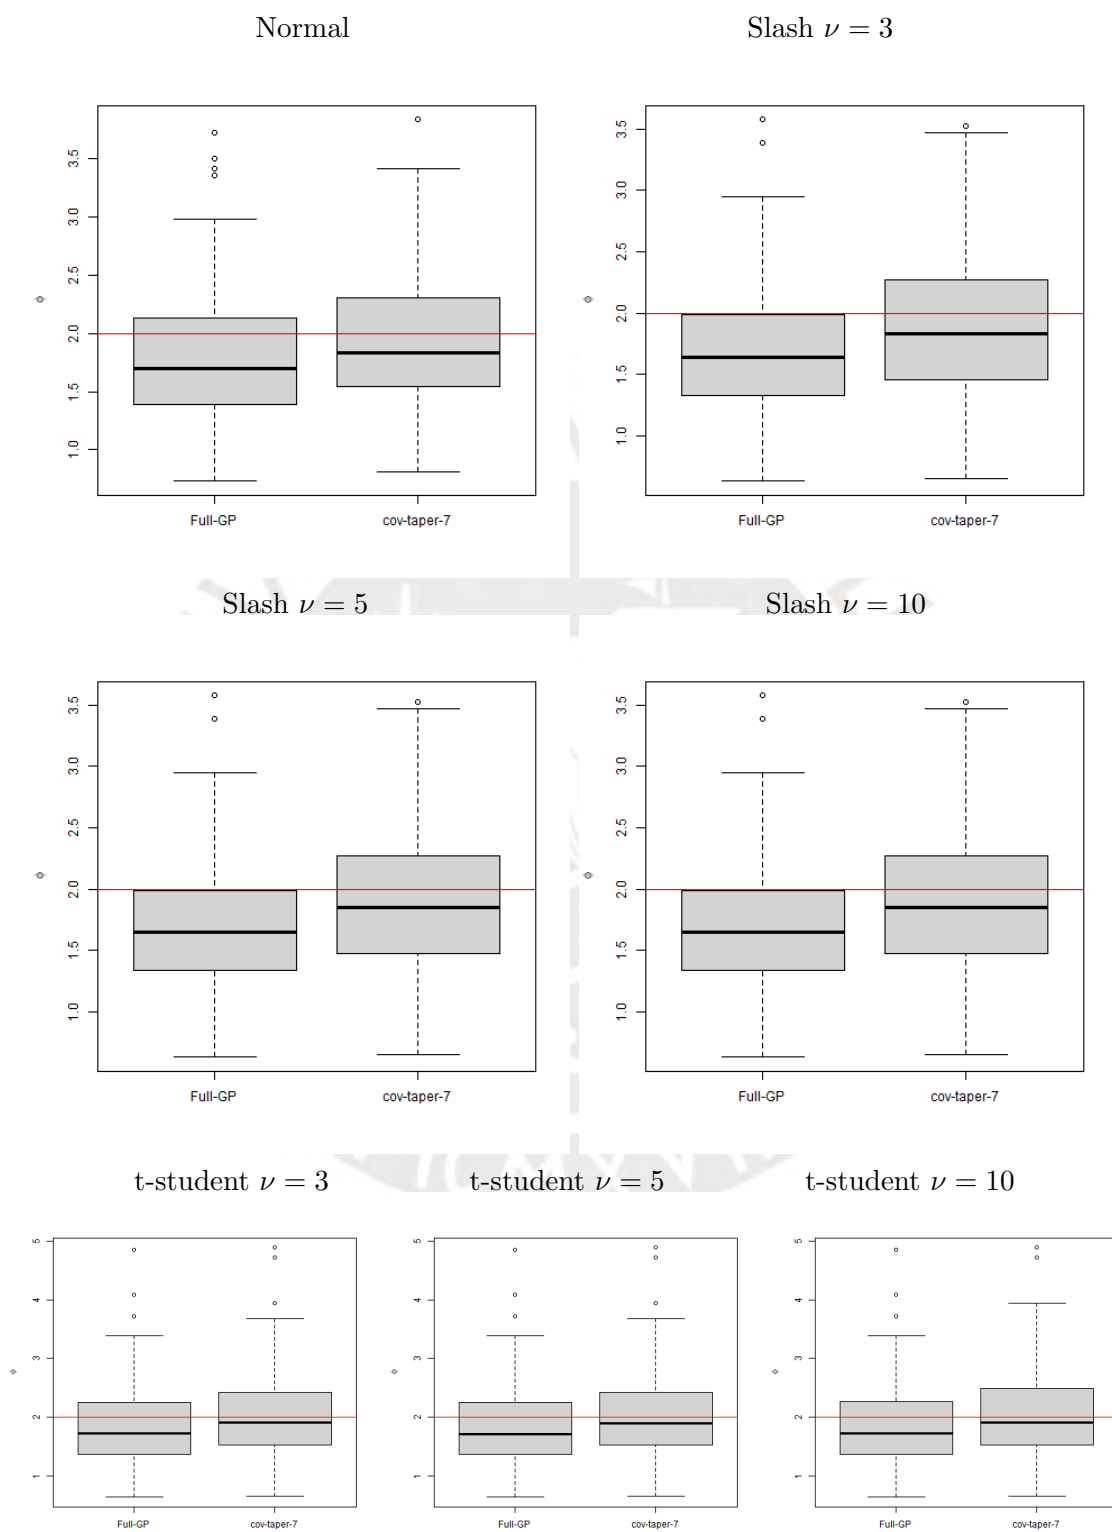 Normal
Slash ν = 3
3.5
3.0
2.5
2.0
1.5
1.0
ϕ
Full-GP
cov-taper-7
3.5
3.0
2.5
2.0
1.5
1.0
ϕ
Full-GP
cov-taper-7
Slash ν = 5
Slash ν = 10
3.5
3.0
2.5
2.0
1.5
1.0
ϕ
Full-GP
cov-taper-7
3.5
3.0
2.5
2.0
1.5
1.0
ϕ
Full-GP
cov-taper-7
t-student ν = 3
t-student ν = 5
t-student ν = 10
5
4
3
2
1
ϕ
Full-GP
cov-taper-7
5
4
3
2
1
ϕ
Full-GP
cov-taper-7
5
4
3
2
1
ϕ
Full-GP
cov-taper-7